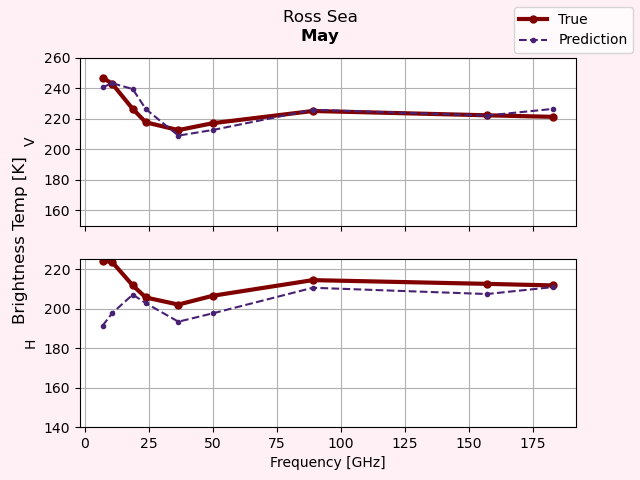 Ross Sea
May
True
Prediction
Brightness Temp [K]
V
260
240
220
200
180
160
H
220
200
180
160
140
0
25
50
75
100
125
150
175
Frequency [GHz]